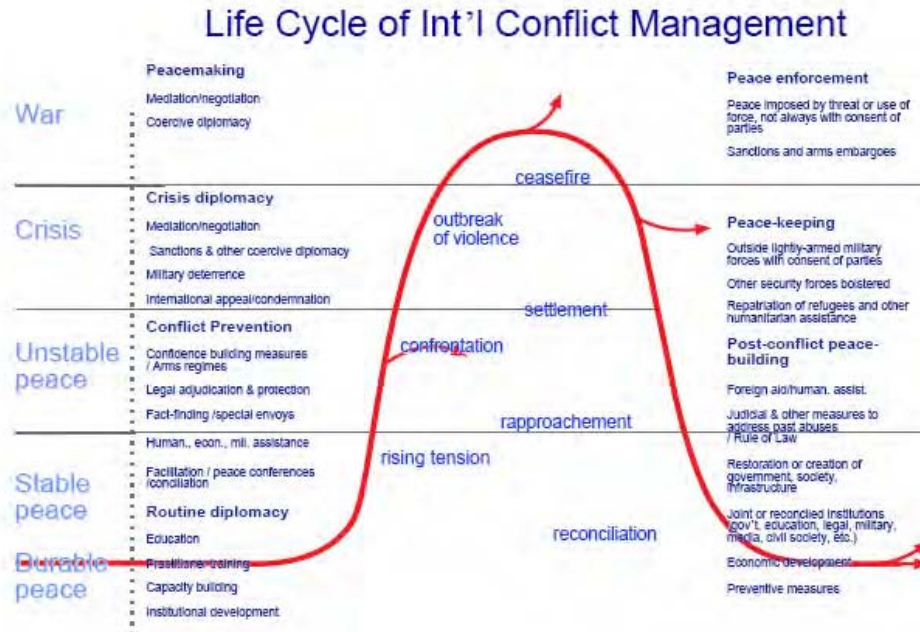 Life Cycle of Int'l Conflict Management
War
Crisis
Unstable
peace
Stable
peace
Durable
peace
Peacemaking
Mediation/negotiation
Coercive diplomacy
Crisis diplomacy
Mediation/negotiation
Sanctions & other coercive diplomacy
Military deterrence
International appeal/condemnation
Conflict Prevention
Confidence building measures
/ Arms regimes
Legal adjudication & protection
Fact-finding /special envoys
Human., econ., mil. assistance
Facilitation / peace conferences
/conciliation
Routine diplomacy
Education
Practitioner training
Capacity building
Institutional development
ceasefire
outbreak
of violence
settlement
confrontation
rapproachement
rising tension
reconciliation
Peace enforcement
Peace imposed by threat or use of
force, not always with consent of
parties
Sanctions and arms embargoes
Peace-keeping
Outside lightly-armed military
forces with consent of parties
Other security forces bolstered
Repatriation of refugees and other
humanitarian assistance
Post-conflict peace-
building
Foreign aid/human. assist.
Judicial & other measures to
address past abuses
/ Rule of Law
Restoration or creation of
government, society,
infrastructure
Joint or reconciled institutions
(gov't, education, legal, military,
media, civil society, etc.)
Economic development
Preventive measures